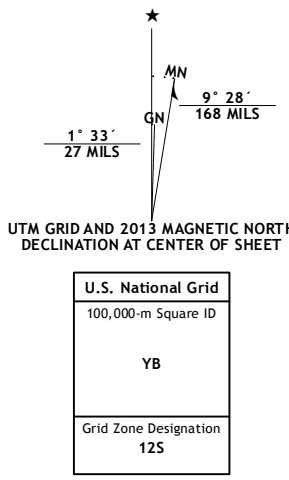 ★
MN
GN
9° 28´
168 MILS
1° 33´
27 MILS
UTM GRID AND 2013 MAGNETIC NORTH
DECLINATION AT CENTER OF SHEET
U.S. National Grid
100,000-m Square ID
YB
Grid Zone Designation
12S